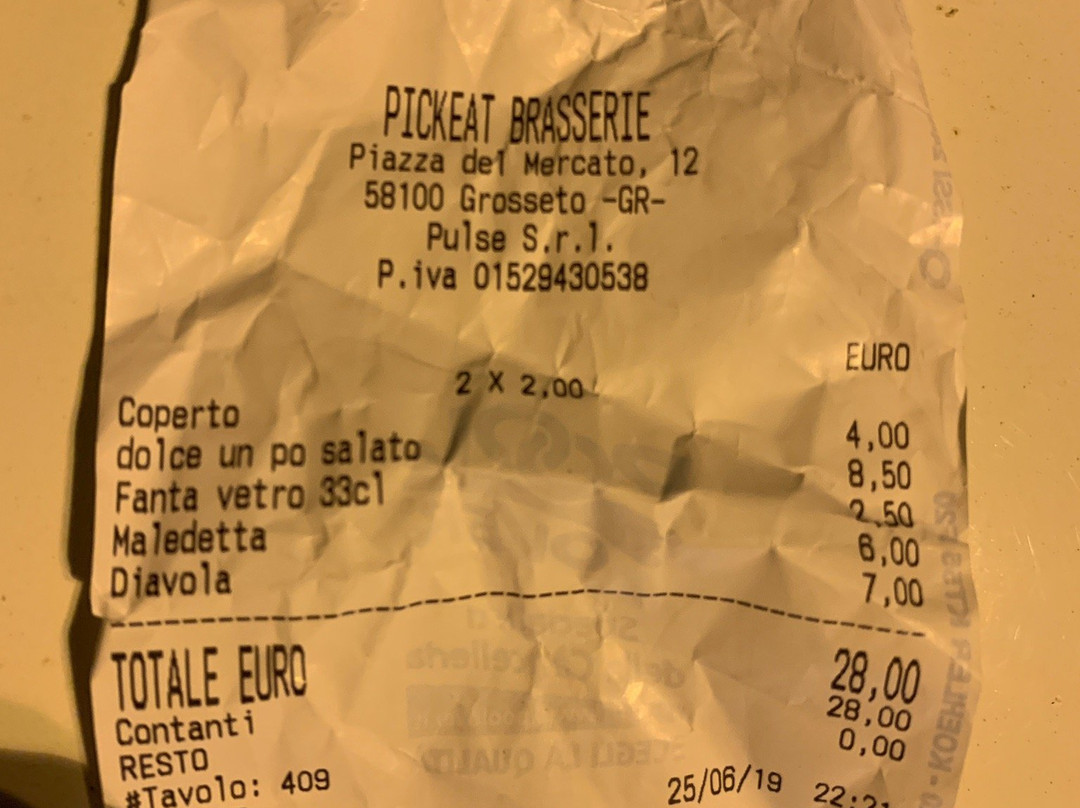 PICKEAT BRASSERIE
Piazza del Mercato, 12
58100 Grosseto -GR-
Pulse S.r.l.
P.iva 01529430538
EURO
2 X 2,00
Coperto 4,00
dolce un po salato 8,50
Fanta vetro 33cl 2,50
Maledetta 6,00
Diavola 7,00
TOTALE EURO 28,00
Contanti 28,00
RESTO 0,00
#Tavolo: 409
25/06/19
KOEHLER